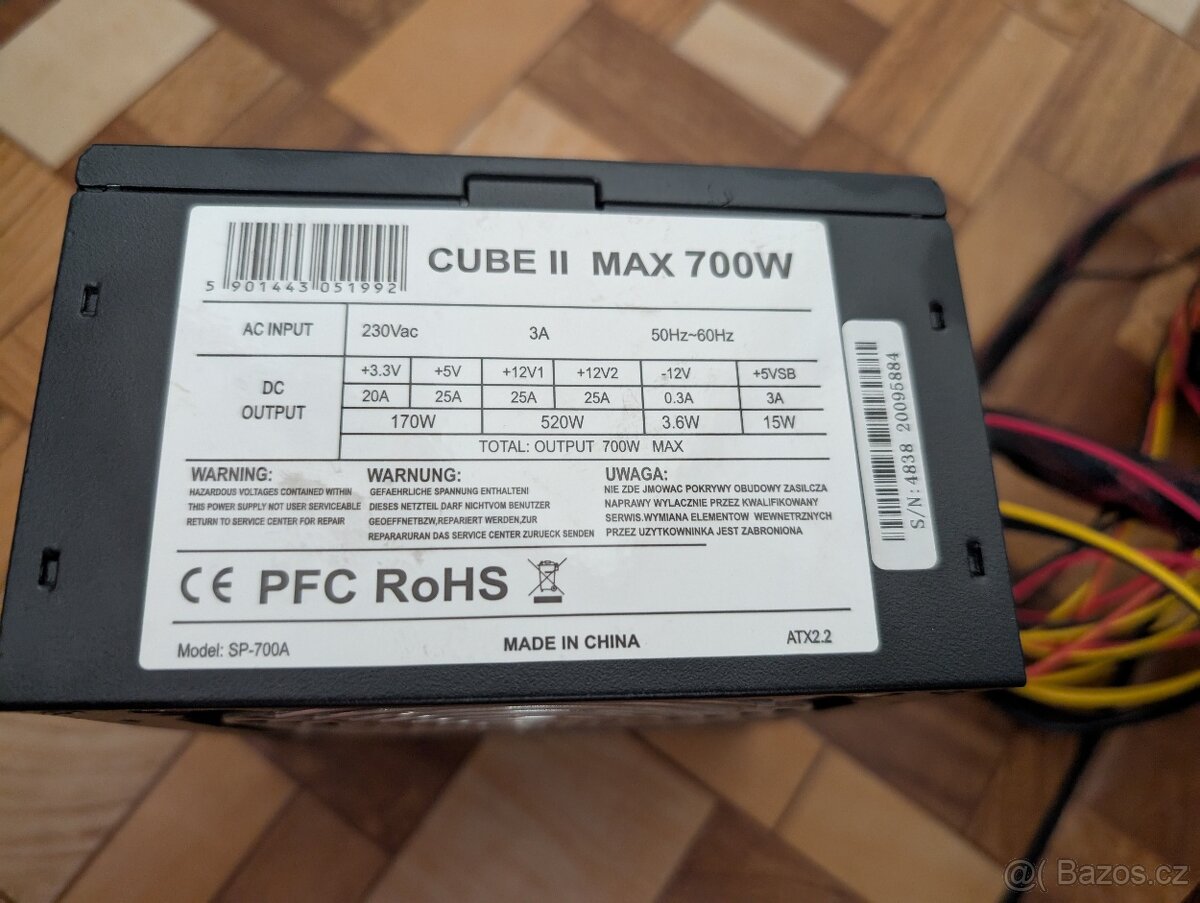 CUBE II MAX 700W
5 901443 051992
AC INPUT 230Vac 3A 50Hz~60Hz
DC OUTPUT
+3.3V +5V +12V1 +12V2 -12V +5VSB
20A 25A 25A 25A 0.3A 3A
170W 520W 3.6W 15W
TOTAL: OUTPUT 700W MAX
WARNING:
HAZARDOUS VOLTAGES CONTAINED WITHIN
THIS POWER SUPPLY NOT USER SERVICEABLE
RETURN TO SERVICE CENTER FOR REPAIR
WARNUNG:
GEFAEHRLICHE SPANNUNG ENTHALTENI
DIESES NETZTEIL DARF NICHTVOM BENUTZER
GEOEFFNETBZW,REPARIERT WERDEN,ZUR
REPARARURAN DAS SERVICE CENTER ZURUECK SENDEN
UWAGA:
NIE ZDE JMOWAC POKRYWY OBUDOWY ZASILCZA
NAPRAWY WYLACZNIE PRZEZ KWALIFIKOWANY
SERWIS.WYMIANA ELEMENTOW WEWNETRZNYCH
PRZEZ UZYTKOWNINKA JEST ZABRONIONA
CE PFC RoHS
Model: SP-700A
MADE IN CHINA
ATX2.2
S/N: 4838 20095884
@( Bazos.cz